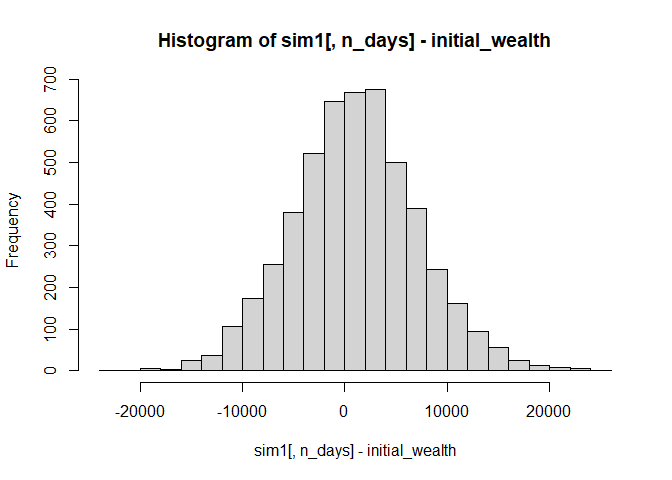 Histogram of sim1[, n_days] - initial_wealth
700
600
500
400
300
200
100
0
Frequency
-20000 -10000 0 10000 20000
sim1[, n_days] - initial_wealth